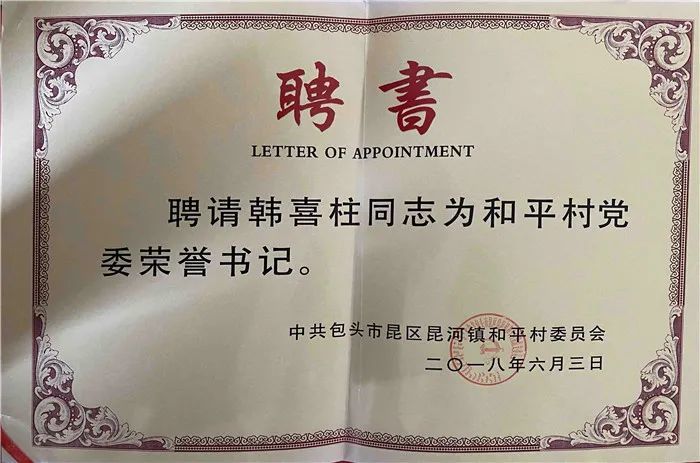 聘書
LETTER OF APPOINTMENT
聘请韩喜柱同志为和平村党
委荣誉书记。
中共包头市昆区昆河镇和平村委员会
二〇一八年六月三日